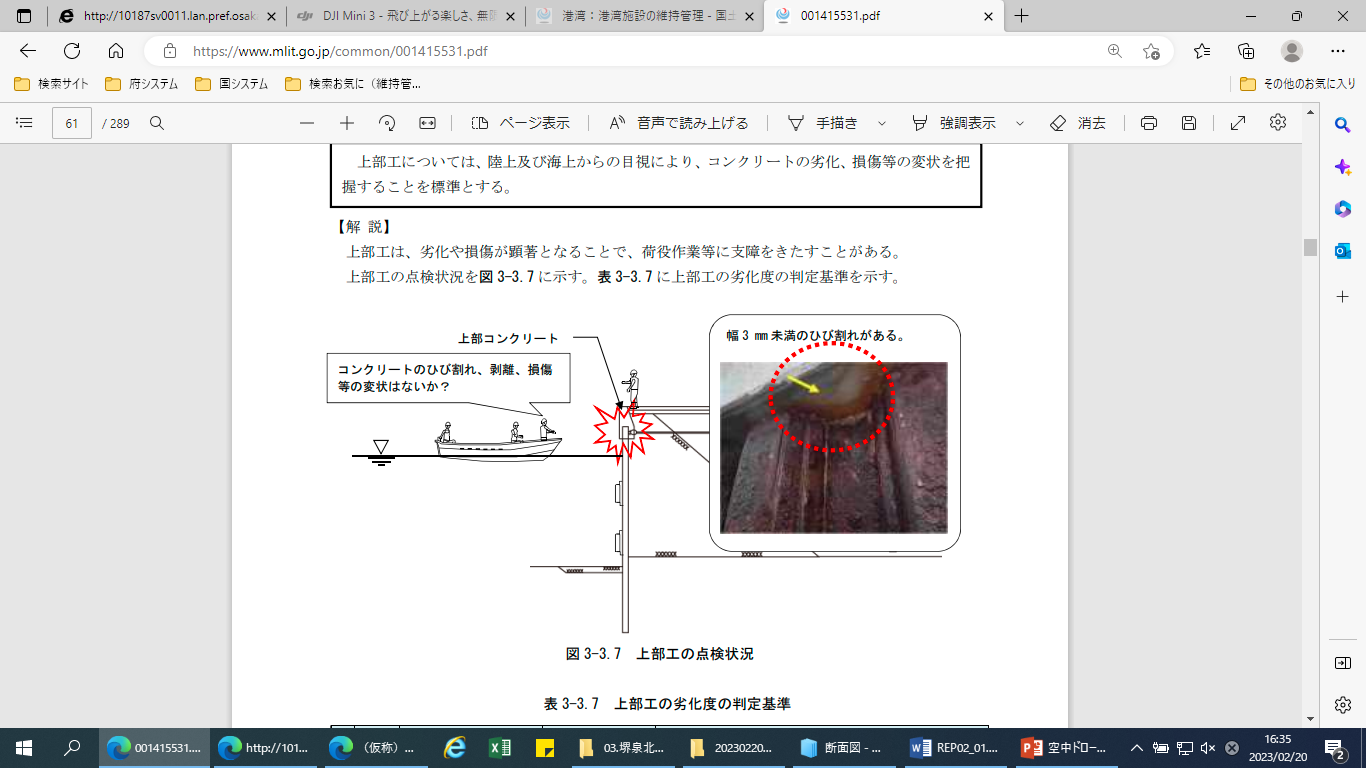 http://10187sv0011.lan.pref.osak
DJI Mini 3 - 飛び上がる楽しさ、無限
港湾：港湾施設の維持管理 - 国土
001415531.pdf
https://www.mlit.go.jp/common/001415531.pdf
検索サイト
府システム
国システム
検索お気に（維持管...
その他のお気に入り
61
/ 289
ページ表示
音声で読み上げる
手描き
強調表示
消去
上部工については、陸上及び海上からの目視により、コンクリートの劣化、損傷等の変状を把
握することを標準とする。
【解 説】
上部工は、劣化や損傷が顕著となることで、荷役作業等に支障をきたすことがある。
上部工の点検状況を図 3-3.7 に示す。表 3-3.7 に上部工の劣化度の判定基準を示す。
上部コンクリート
幅 3 mm 未満のひび割れがある。
コンクリートのひび割れ、剥離、損傷
等の変状はないか？
図 3-3.7　上部工の点検状況
表 3-3.7　上部工の劣化度の判定基準
001415531....
http://101...
（仮称）...
03.堺泉北...
20230220...
断面図 - ...
REP02_01....
空中ドロー...
16:35
2023/02/20
2